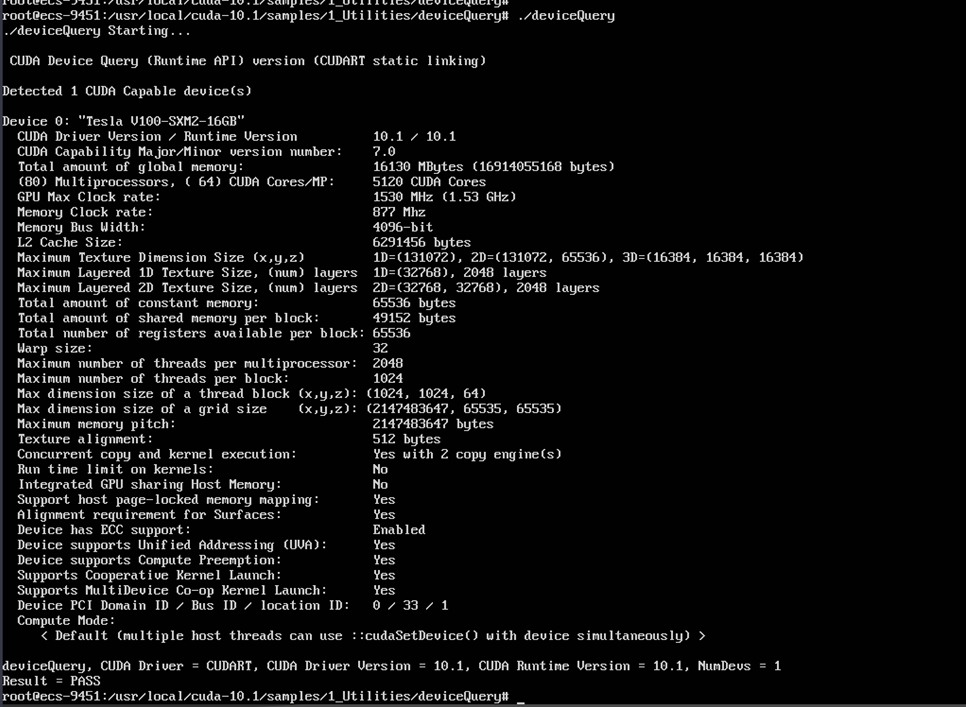 root@ecs-9451:/usr/local/cuda-10.1/samples/1_Utilities/deviceQuery#
root@ecs-9451:/usr/local/cuda-10.1/samples/1_Utilities/deviceQuery# ./deviceQuery
./deviceQuery Starting...
CUDA Device Query (Runtime API) version (CUDART static linking)
Detected 1 CUDA Capable device(s)
Device 0: "Tesla V100-SXM2-16GB"
CUDA Driver Version / Runtime Version 10.1 / 10.1
CUDA Capability Major/Minor version number: 7.0
Total amount of global memory: 16130 MBytes (16914055168 bytes)
(80) Multiprocessors, ( 64) CUDA Cores/MP: 5120 CUDA Cores
GPU Max Clock rate: 1530 MHz (1.53 GHz)
Memory Clock rate: 877 Mhz
Memory Bus Width: 4096-bit
L2 Cache Size: 6291456 bytes
Maximum Texture Dimension Size (x,y,z) 1D=(131072), 2D=(131072, 65536), 3D=(16384, 16384, 16384)
Maximum Layered 1D Texture Size, (num) layers 1D=(32768), 2048 layers
Maximum Layered 2D Texture Size, (num) layers 2D=(32768, 32768), 2048 layers
Total amount of constant memory: 65536 bytes
Total amount of shared memory per block: 49152 bytes
Total number of registers available per block: 65536
Warp size: 32
Maximum number of threads per multiprocessor: 2048
Maximum number of threads per block: 1024
Max dimension size of a thread block (x,y,z): (1024, 1024, 64)
Max dimension size of a grid size (x,y,z): (2147483647, 65535, 65535)
Maximum memory pitch: 2147483647 bytes
Texture alignment: 512 bytes
Concurrent copy and kernel execution: Yes with 2 copy engine(s)
Run time limit on kernels: No
Integrated GPU sharing Host Memory: No
Support host page-locked memory mapping: Yes
Alignment requirement for Surfaces: Yes
Device has ECC support: Enabled
Device supports Unified Addressing (UVA): Yes
Device supports Compute Preemption: Yes
Supports Cooperative Kernel Launch: Yes
Supports MultiDevice Co-op Kernel Launch: Yes
Device PCI Domain ID / Bus ID / location ID: 0 / 33 / 1
Compute Mode:
< Default (multiple host threads can use ::cudaSetDevice() with device simultaneously) >
deviceQuery, CUDA Driver = CUDART, CUDA Driver Version = 10.1, CUDA Runtime Version = 10.1, NumDevs = 1
Result = PASS
root@ecs-9451:/usr/local/cuda-10.1/samples/1_Utilities/deviceQuery# _